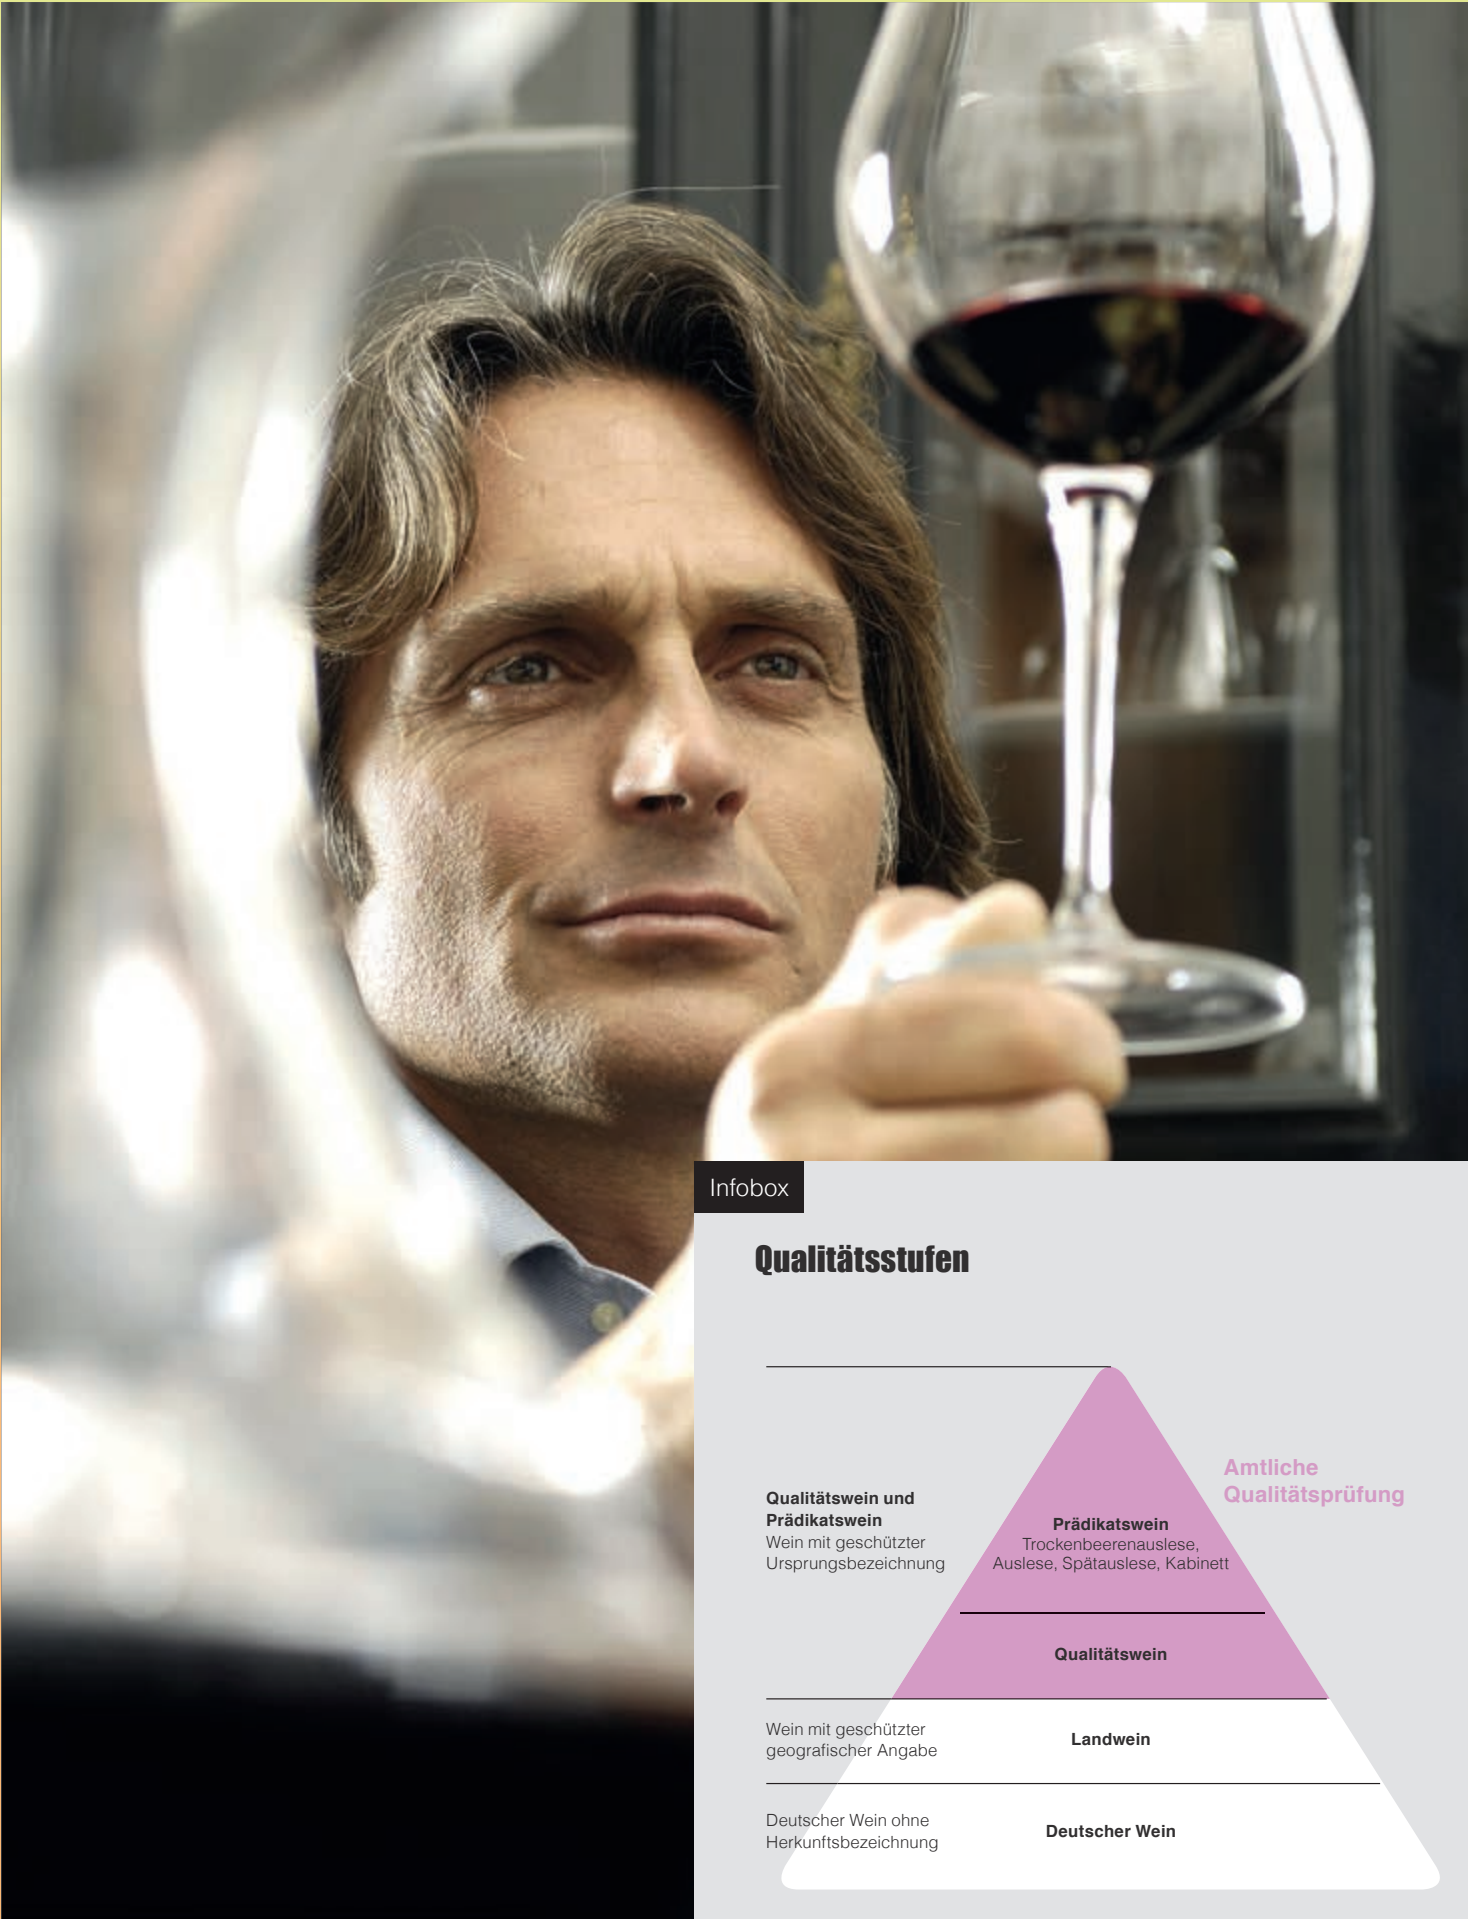 Infobox
Qualitätsstufen
Amtliche
Qualitätsprüfung
Qualitätswein und
Prädikatswein
Wein mit geschützter
Ursprungsbezeichnung
Prädikatswein
Trockenbeerenauslese,
Auslese, Spätauslese, Kabinett
Qualitätswein
Wein mit geschützter
geografischer Angabe
Landwein
Deutscher Wein ohne
Herkunftsbezeichnung
Deutscher Wein